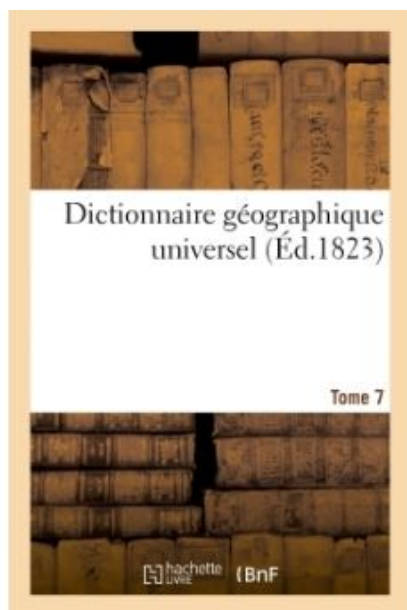 Dictionnaire géographique
universel (Éd.1823)
Tome 7
hachette
LIVRE
{BnF